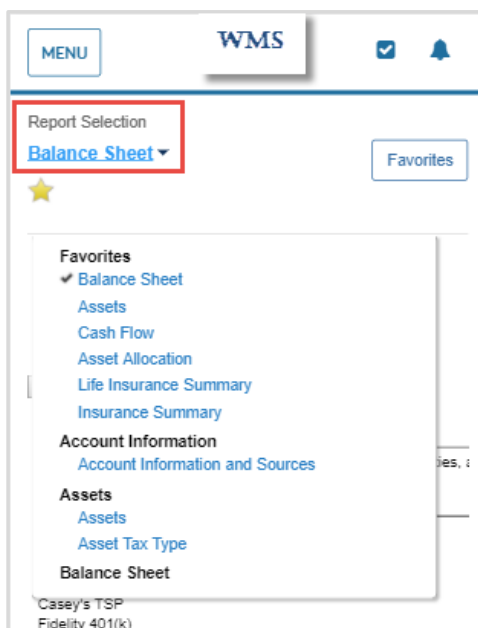 MENU
WMS
Report Selection
Balance Sheet
Favorites
Favorites
Balance Sheet
Assets
Cash Flow
Asset Allocation
Life Insurance Summary
Insurance Summary
Account Information
Account Information and Sources
Assets
Assets
Asset Tax Type
Balance Sheet
Casey's TSP
Fidelity 401(k)